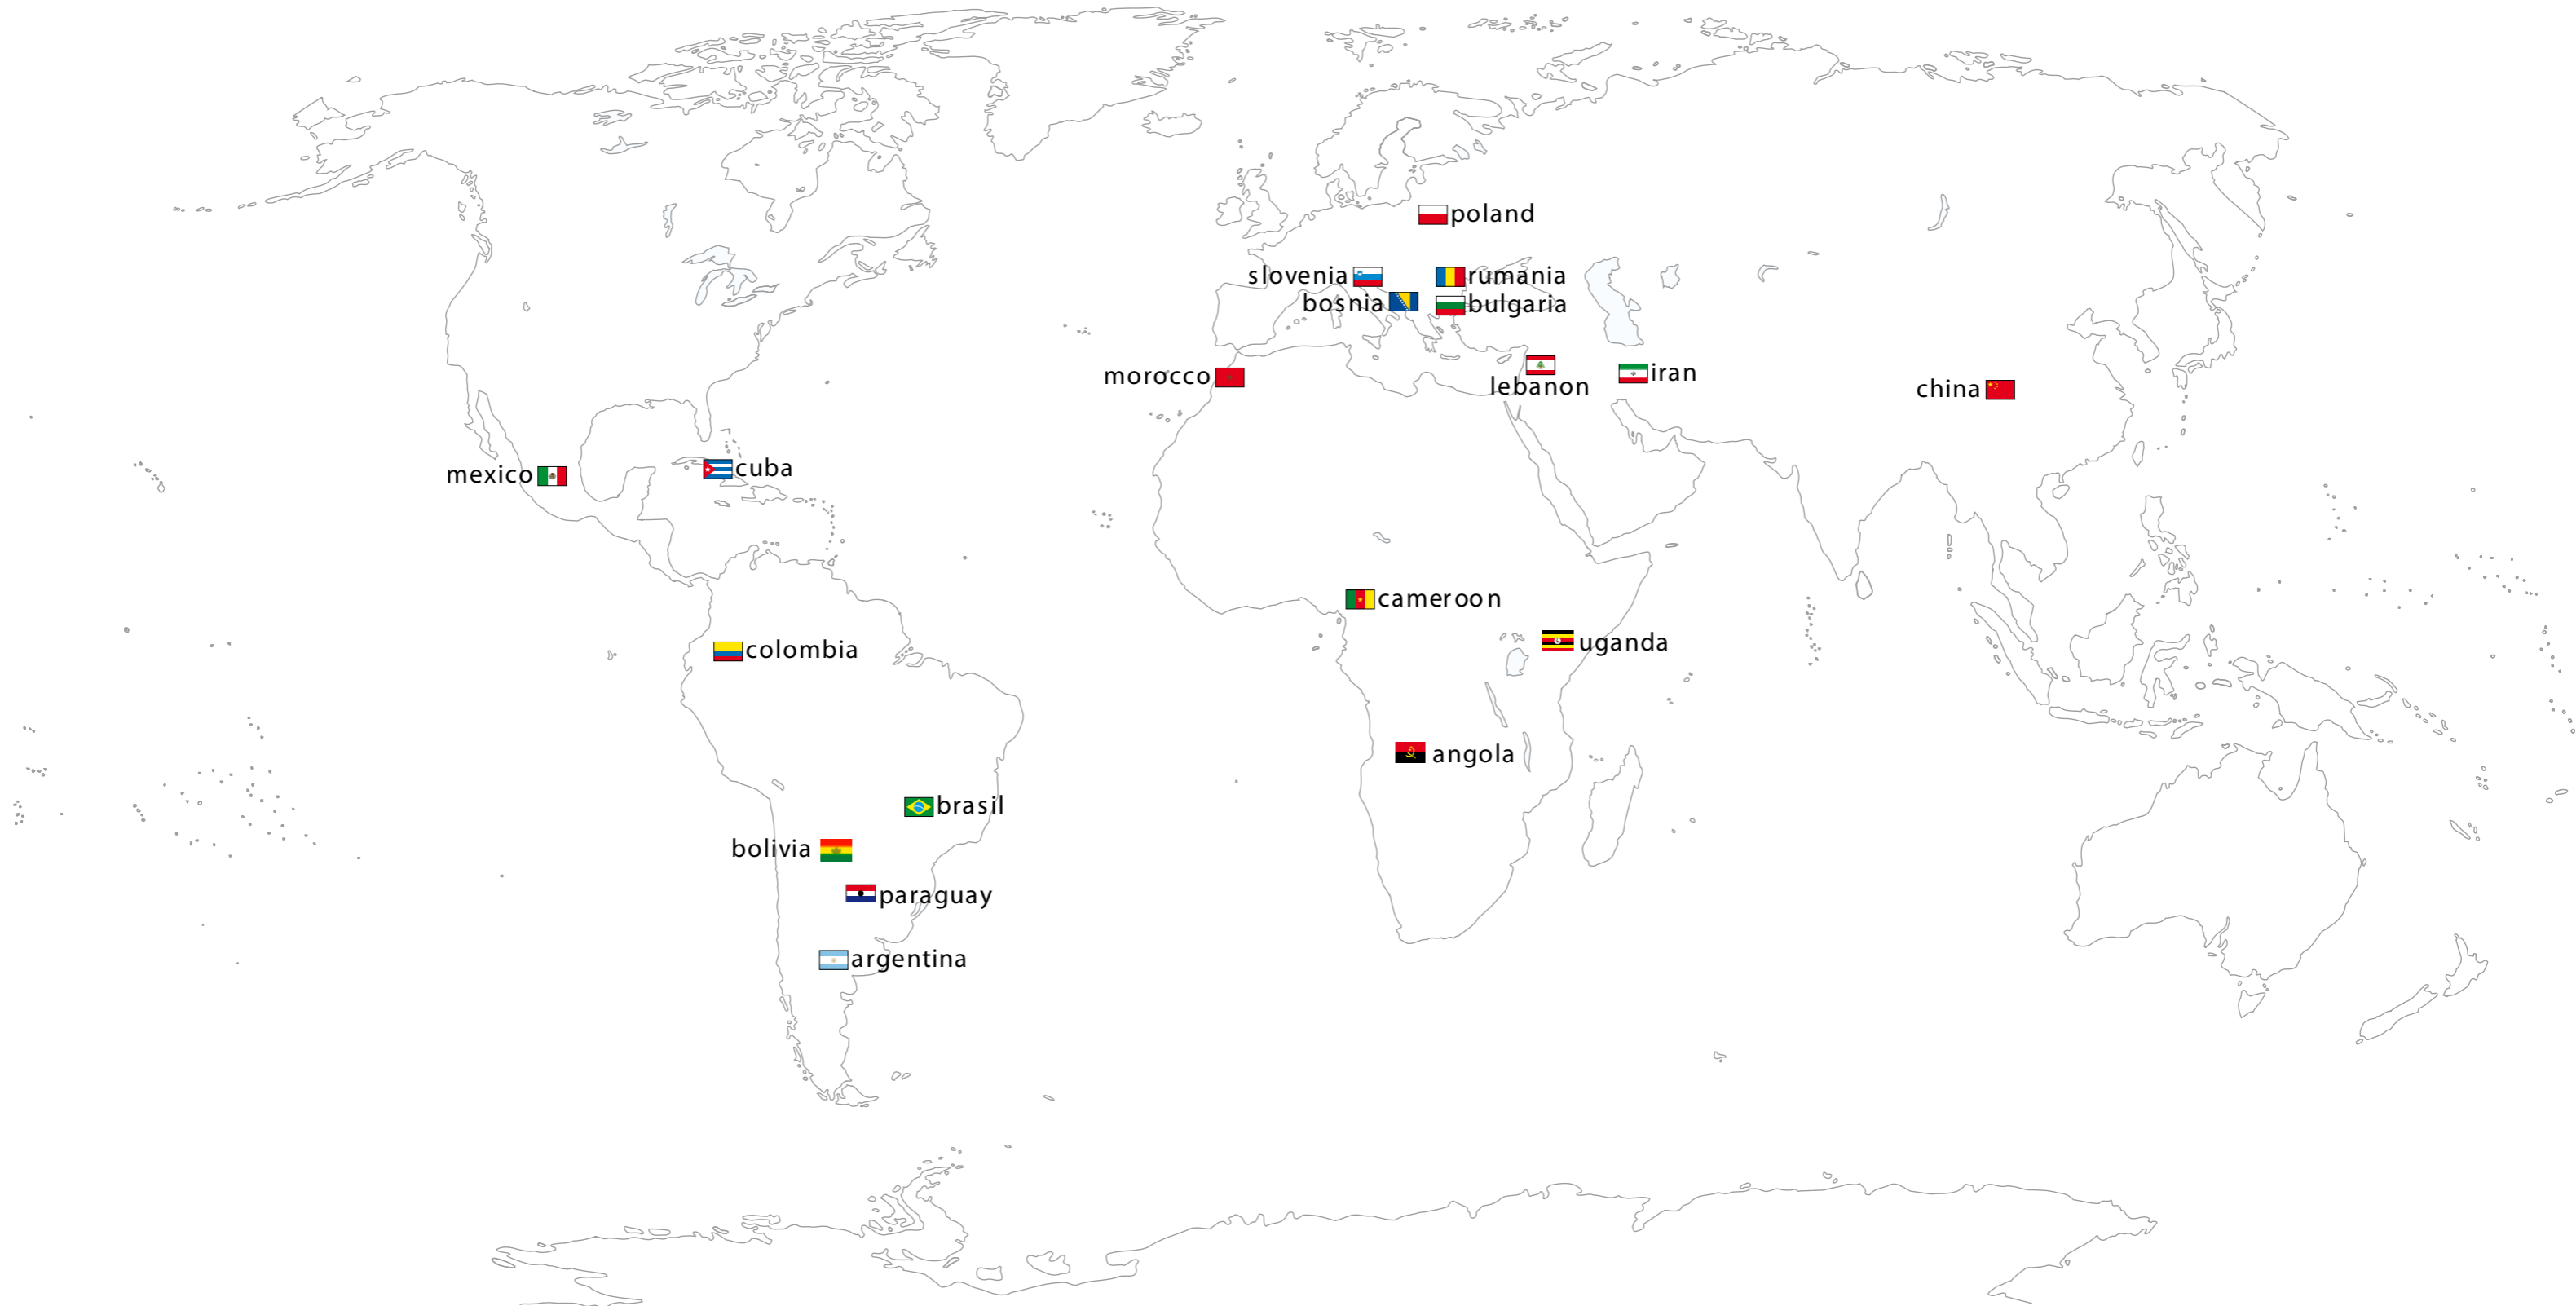 poland
slovenia
rumania
bosnia
bulgaria
morocco
lebanon
iran
china
mexico
cuba
cameroon
colombia
uganda
angola
brasil
bolivia
paraguay
argentina